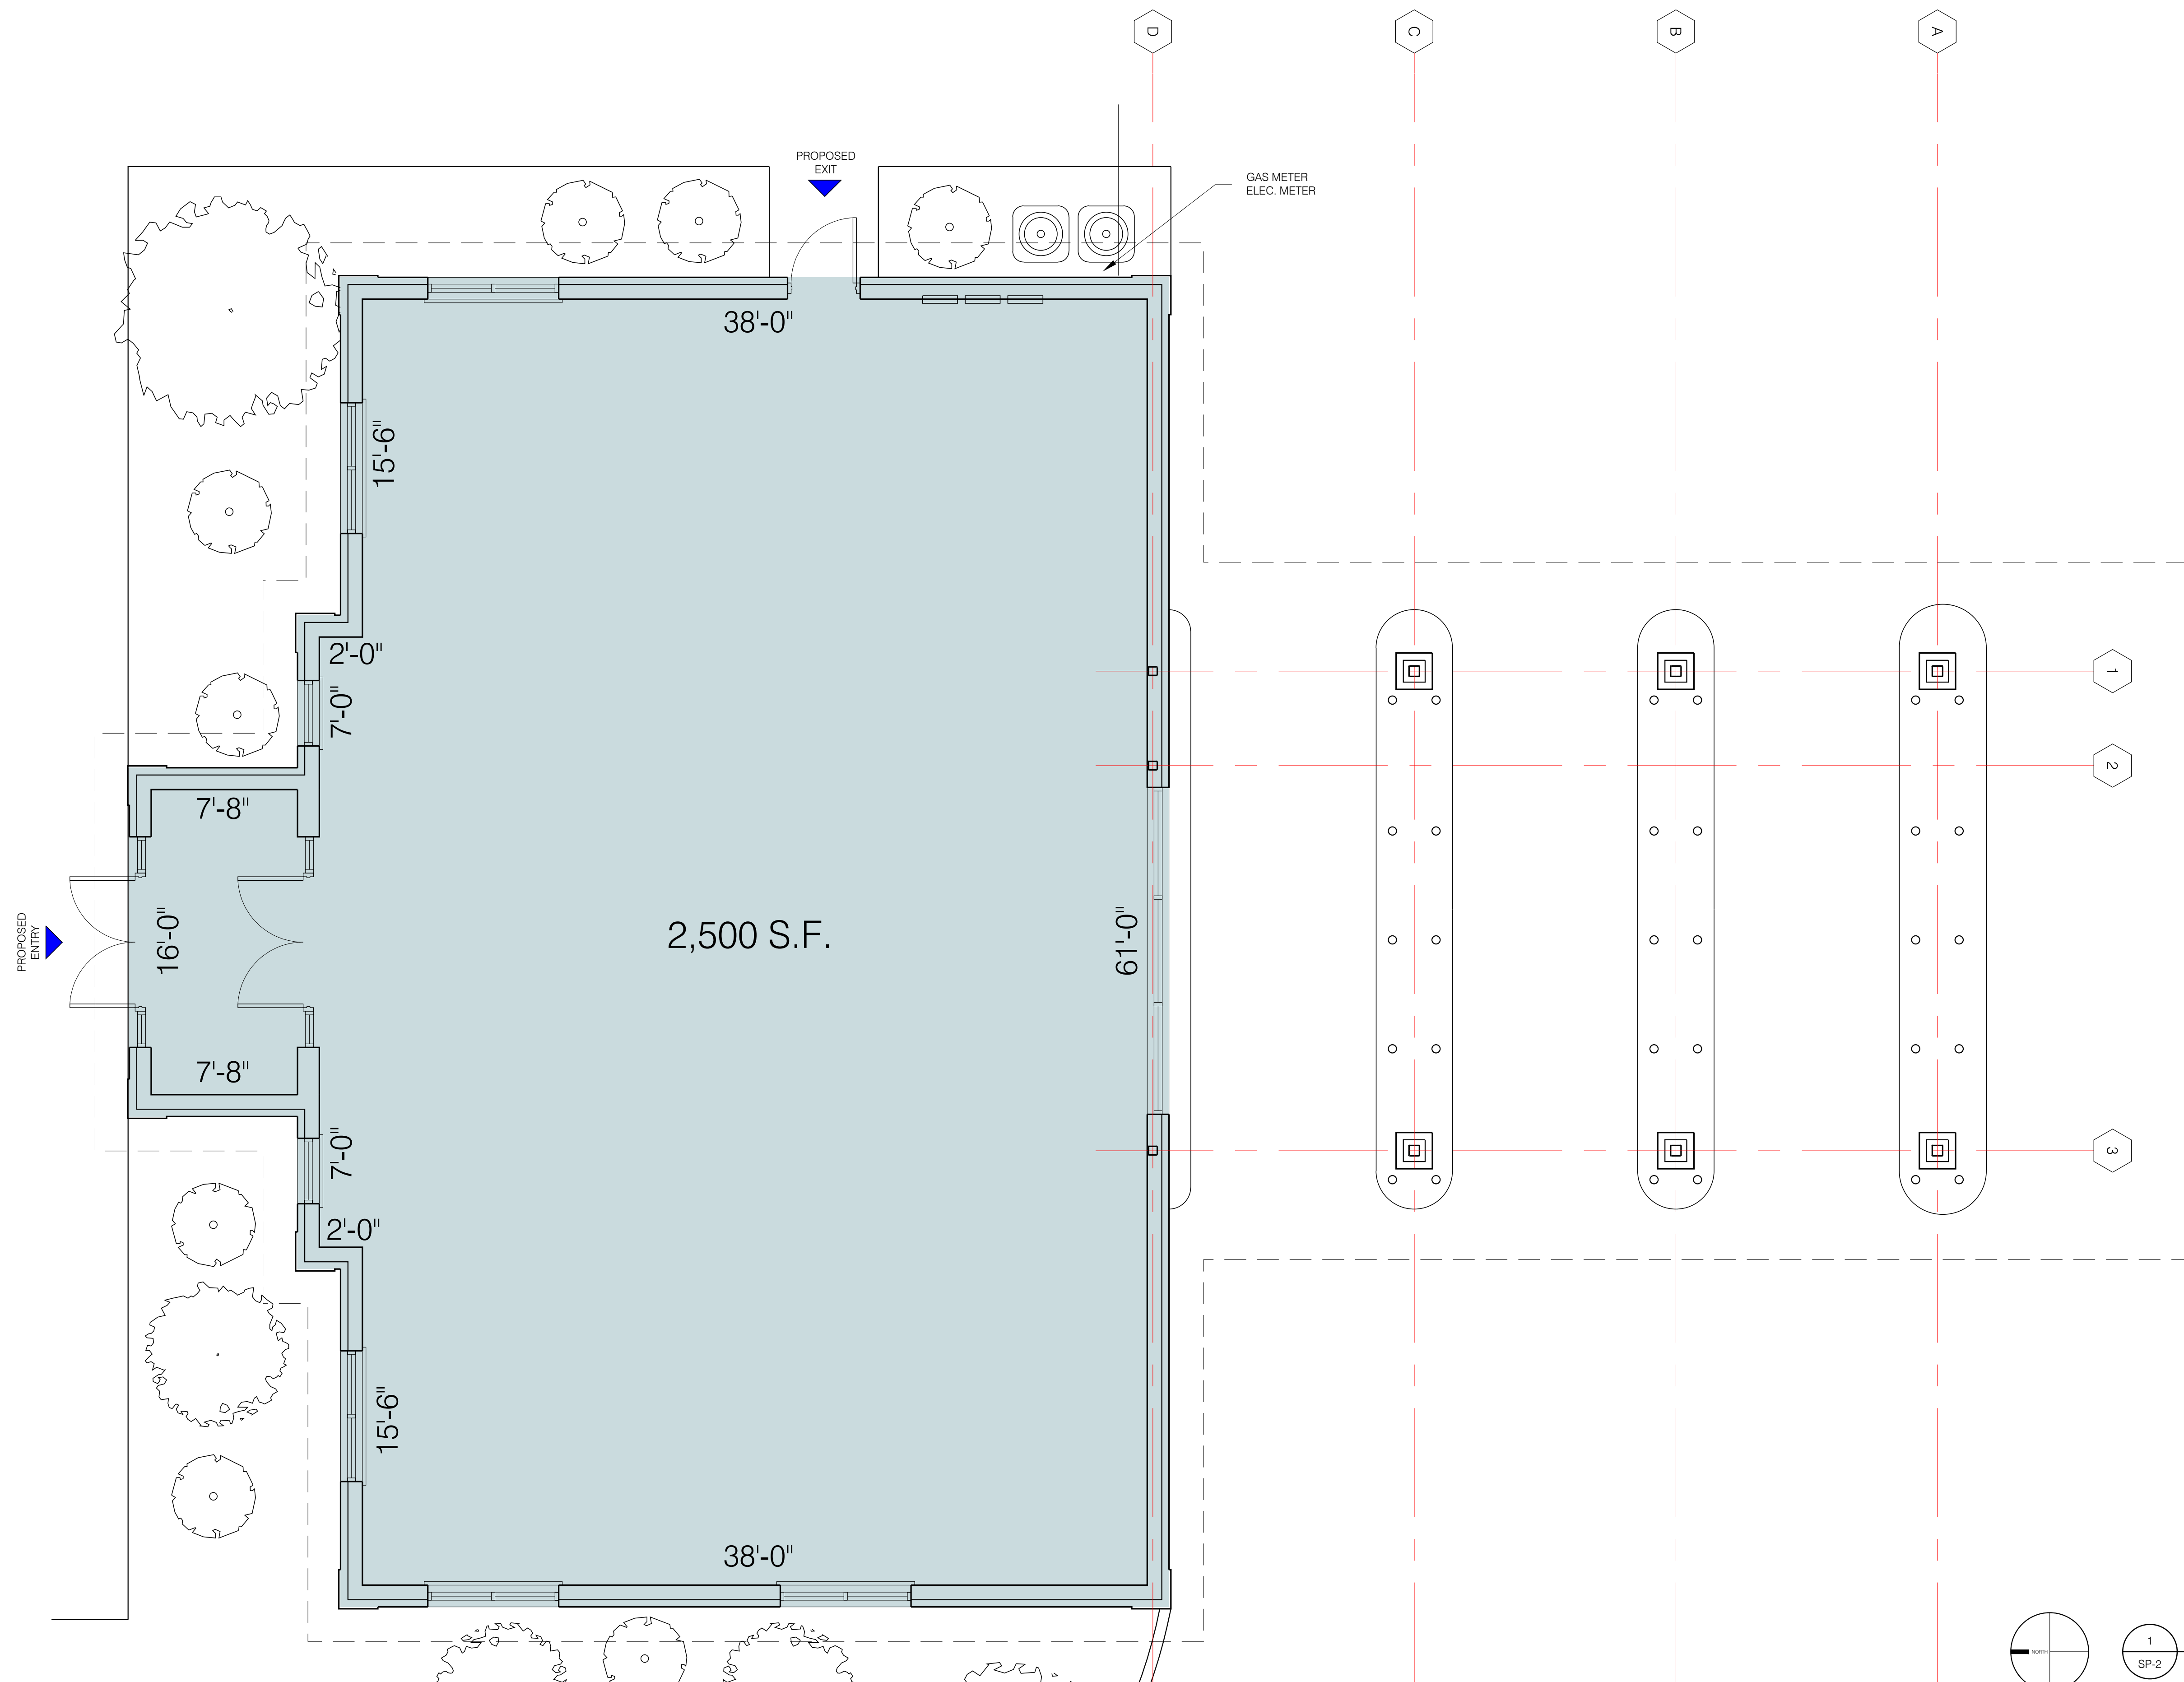 D
C
B
A
PROPOSED
EXIT
GAS METER
ELEC. METER
38'-0"
15'-6"
2'-0"
7'-0"
1
2
7'-8"
PROPOSED
ENTRY
16'-0"
2,500 S.F.
61'-0"
7'-8"
7'-0"
3
2'-0"
15'-6"
38'-0"
NORTH
1
SP-2